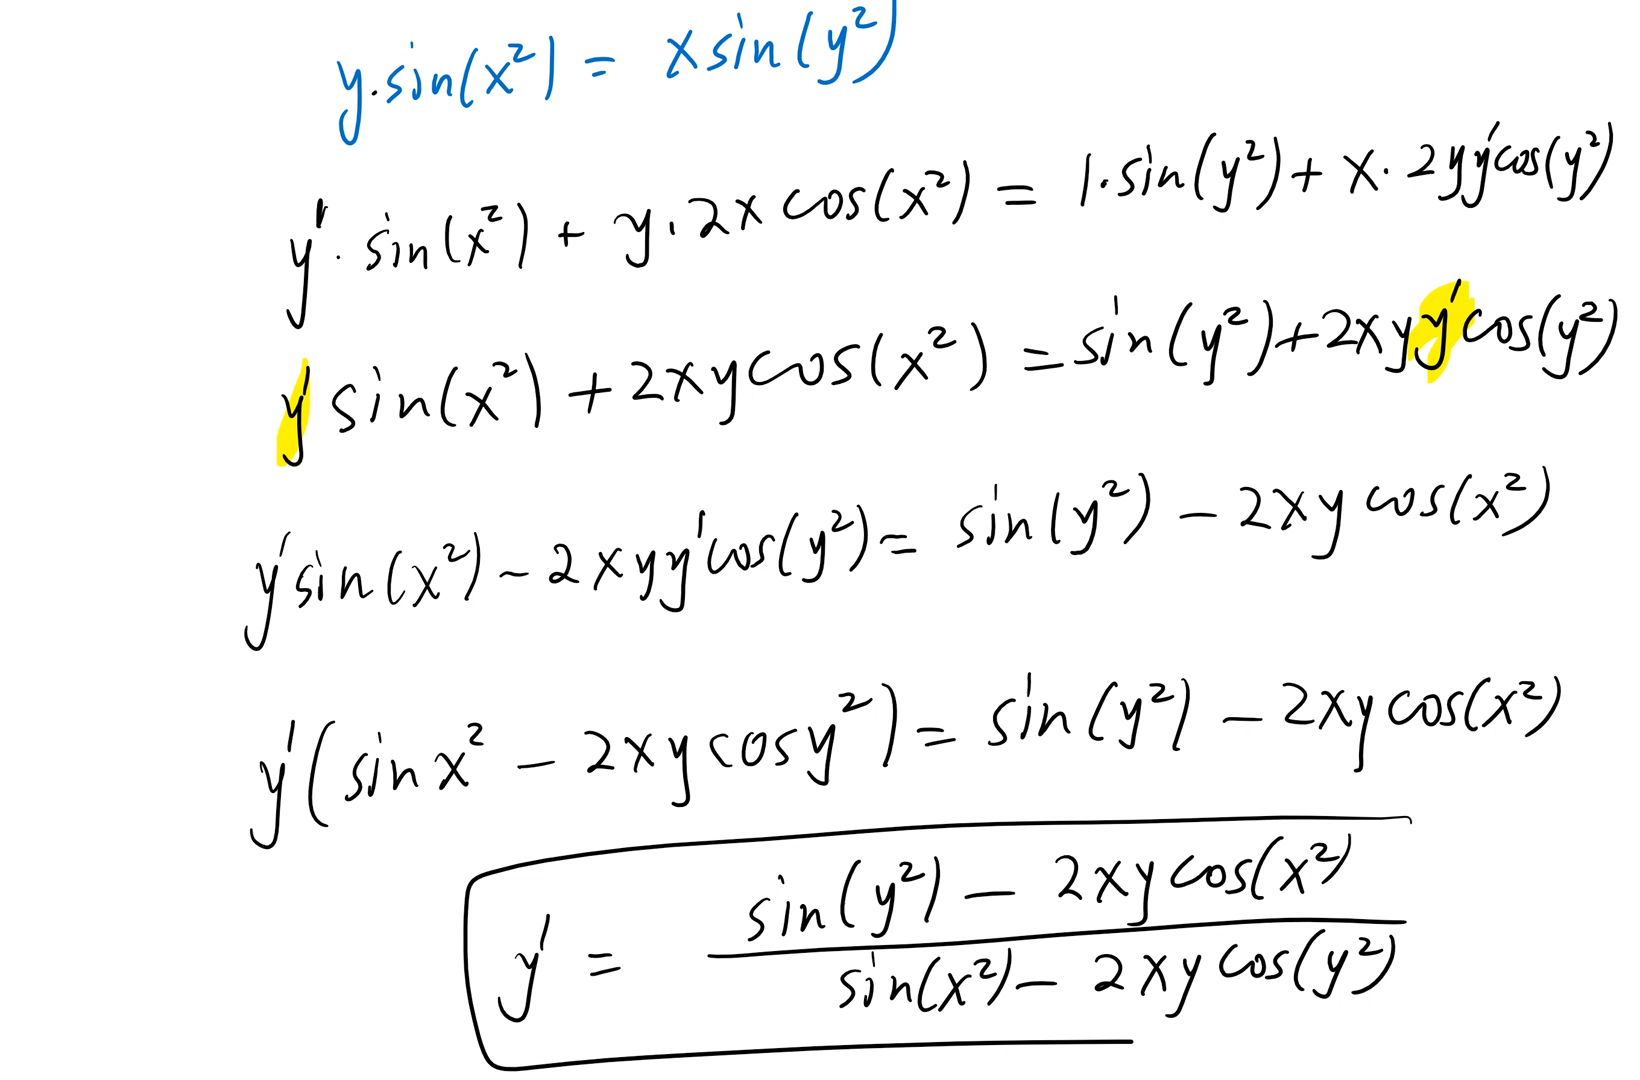 y·sin(x²) = x sin(y²)
y'· sin(x²) + y·2x cos(x²) = 1·sin(y²) + x·2yy'cos(y²)
y' sin(x²) + 2xycos(x²) = sin(y²)+2xyy'cos(y²)
y'sin(x²) - 2xyy'cos(y²) = sin(y²) - 2xy cos(x²)
y'(sin x² - 2xy cos y²) = sin(y²) - 2xy cos(x²)
y' = \frac{sin(y²) - 2xy cos(x²)}{sin(x²) - 2xy cos(y²)}